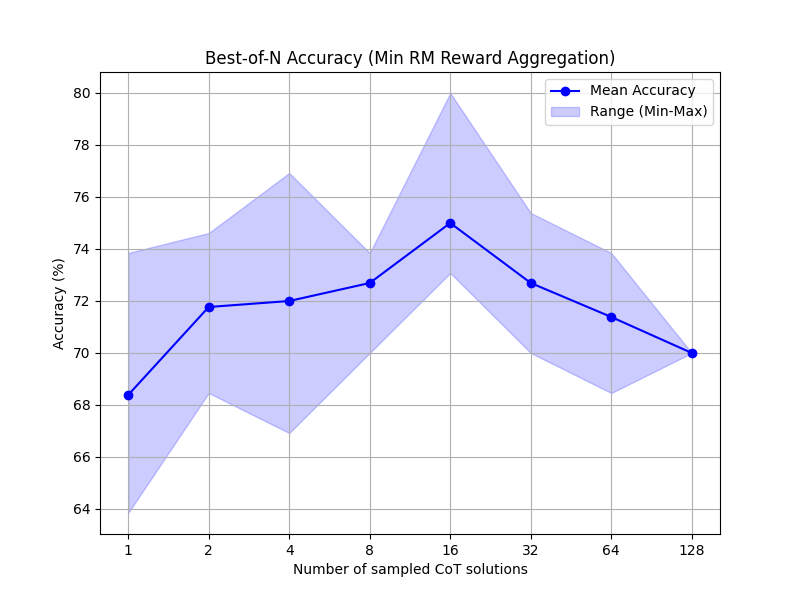 Best-of-N Accuracy (Min RM Reward Aggregation)
Mean Accuracy
Range (Min-Max)
Accuracy (%)
80
78
76
74
72
70
68
66
64
1 2 4 8 16 32 64 128
Number of sampled CoT solutions